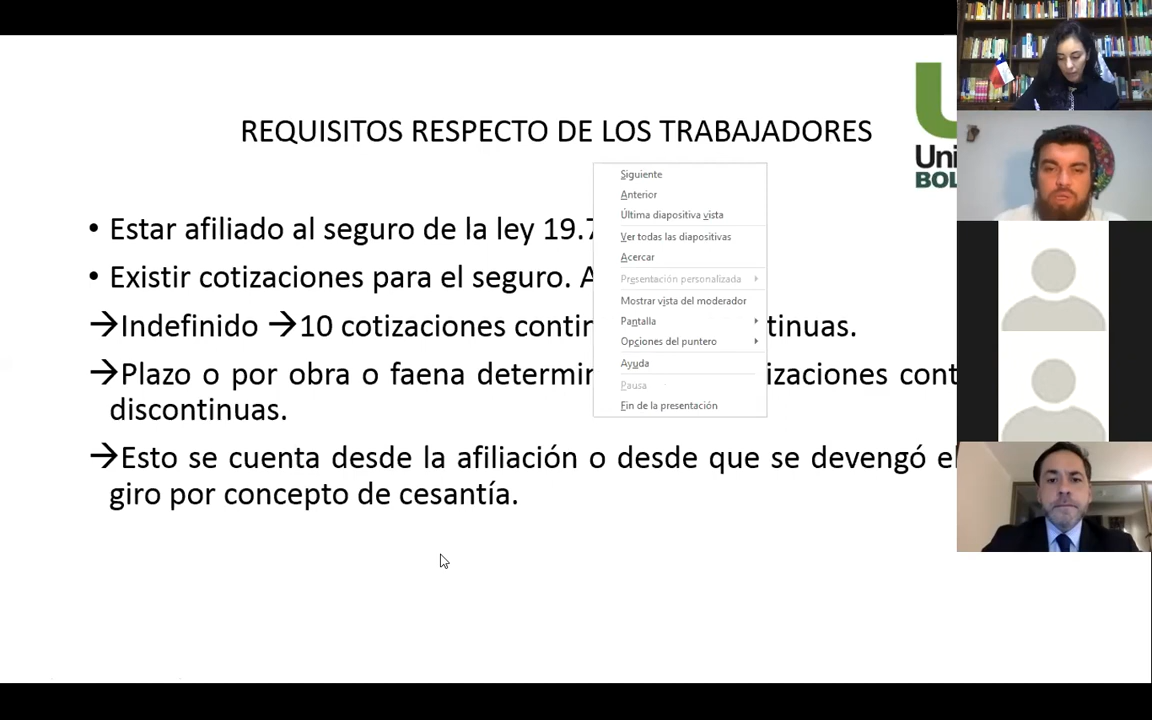 REQUISITOS RESPECTO DE LOS TRABAJADORES
BOL
• Estar afiliado al seguro de la ley 19.7
• Existir cotizaciones para el seguro. A
→Indefinido →10 cotizaciones contin tinuas.
→Plazo o por obra o faena determin izaciones cont
discontinuas.
→Esto se cuenta desde la afiliación o desde que se devengó el
giro por concepto de cesantía.
Siguiente
Anterior
Última diapositiva vista
Ver todas las diapositivas
Acercar
Presentación personalizada
Mostrar vista del moderador
Pantalla
Opciones del puntero
Ayuda
Pausa
Fin de la presentación